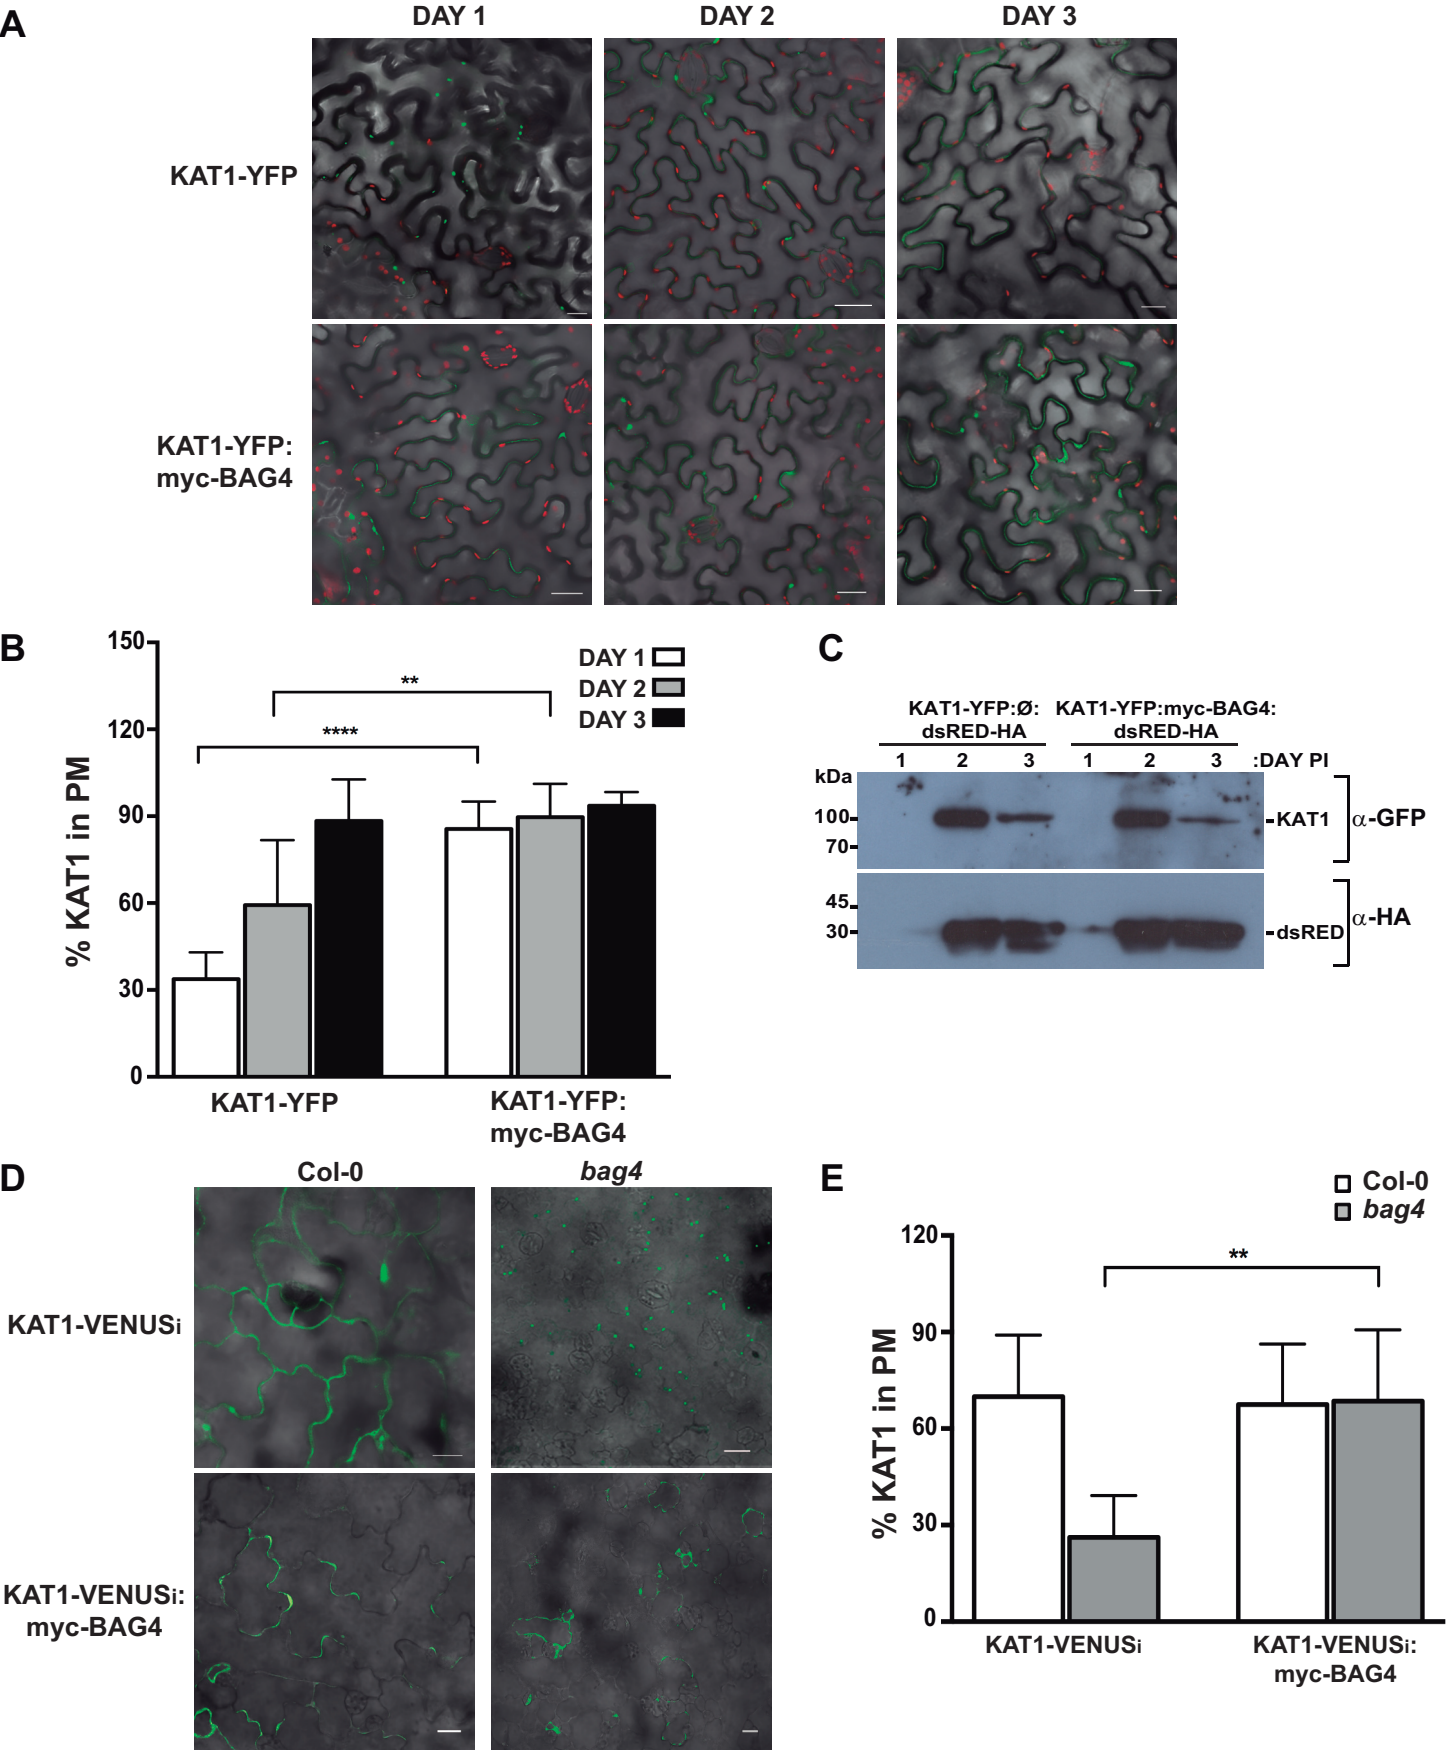 A
DAY 1
DAY 2
DAY 3
KAT1-YFP
KAT1-YFP:
myc-BAG4
B
150
120
90
60
30
0
% KAT1 in PM
DAY 1
DAY 2
DAY 3
**
****
KAT1-YFP
KAT1-YFP:
myc-BAG4
C
KAT1-YFP:Ø:
dsRED-HA
KAT1-YFP:myc-BAG4:
dsRED-HA
1 2 3 1 2 3 :DAY PI
kDa
100
70
45
30
-KAT1
α-GFP
-dsRED
α-HA
D
Col-0
bag4
KAT1-VENUSi
KAT1-VENUSi:
myc-BAG4
E
Col-0
bag4
120
90
60
30
0
% KAT1 in PM
**
KAT1-VENUSi
KAT1-VENUSi:
myc-BAG4